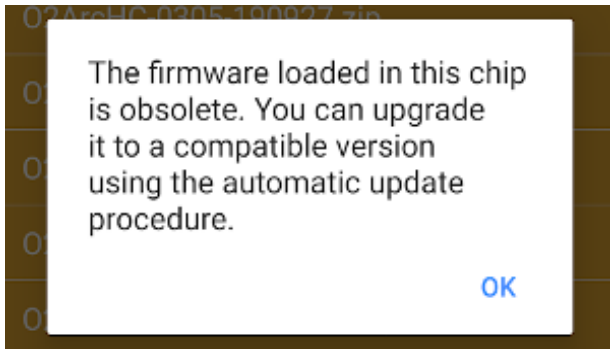 O2ArcHC-0305-190927.zip
The firmware loaded in this chip
is obsolete. You can upgrade
it to a compatible version
using the automatic update
procedure.
OK